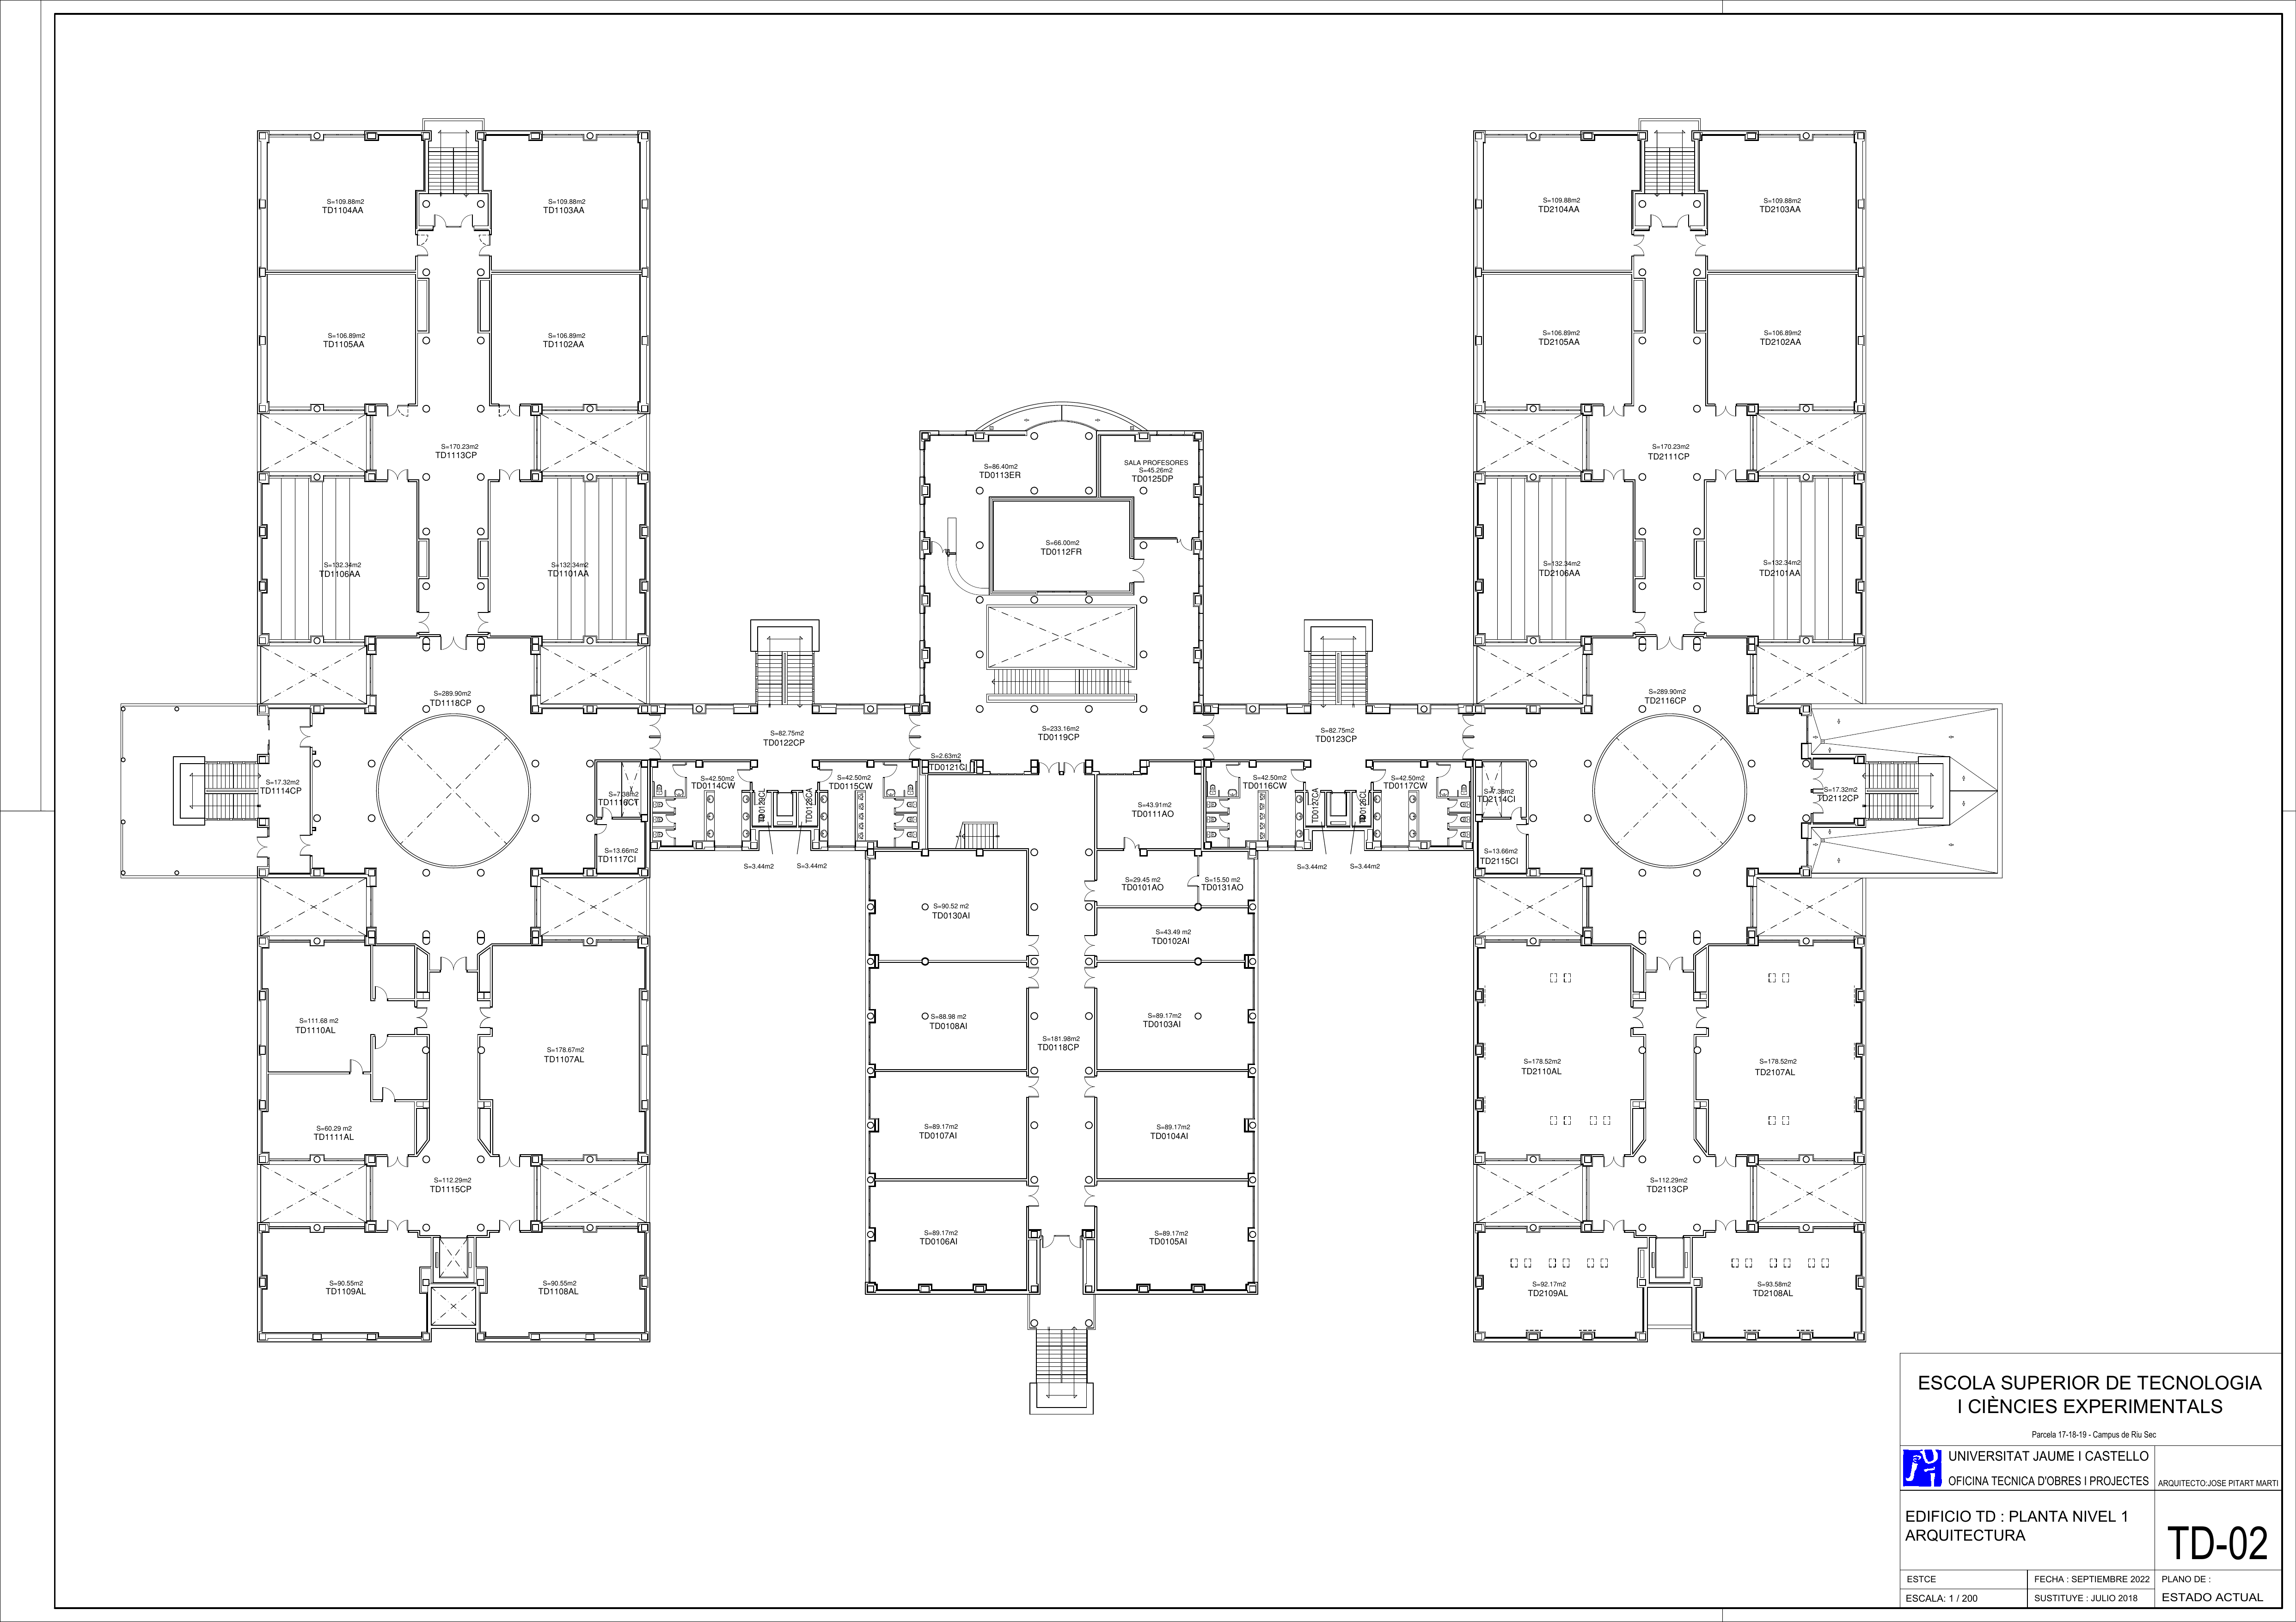 S=109.88m2
TD1104AA
S=109.88m2
TD1103AA
S=106.89m2
TD1105AA
S=106.89m2
TD1102AA
S=170.23m2
TD1113CP
S=132.34m2
TD1106AA
S=132.34m2
TD1101AA
S=289.90m2
TD1118CP
S=17.32m2
TD1114CP
S=7.38m2
TD1116CT
S=13.66m2
TD1117CI
S=111.68 m2
TD1110AL
S=178.67m2
TD1107AL
S=60.29 m2
TD1111AL
S=112.29m2
TD1115CP
S=90.55m2
TD1109AL
S=90.55m2
TD1108AL
S=82.75m2
TD0122CP
S=42.50m2
TD0114CW
TD0129CL
TD0128CA
S=42.50m2
TD0115CW
S=3.44m2
S=3.44m2
S=86.40m2
TD0113ER
SALA PROFESORES
S=45.26m2
TD0125DP
S=66.00m2
TD0112FR
S=233.16m2
TD0119CP
S=2.63m2
TD0121CI
S=43.91m2
TD0111AO
S=29.45 m2
TD0101AO
S=15.50 m2
TD0131AO
S=90.52 m2
TD0130AI
S=43.49 m2
TD0102AI
S=88.98 m2
TD0108AI
S=89.17m2
TD0103AI
S=181.98m2
TD0118CP
S=89.17m2
TD0107AI
S=89.17m2
TD0104AI
S=89.17m2
TD0106AI
S=89.17m2
TD0105AI
S=82.75m2
TD0123CP
S=42.50m2
TD0116CW
TD0127CA
TD0126CL
S=42.50m2
TD0117CW
S=3.44m2
S=3.44m2
S=109.88m2
TD2104AA
S=109.88m2
TD2103AA
S=106.89m2
TD2105AA
S=106.89m2
TD2102AA
S=170.23m2
TD2111CP
S=132.34m2
TD2106AA
S=132.34m2
TD2101AA
S=289.90m2
TD2116CP
S=7.38m2
TD2114CI
S=17.32m2
TD2112CP
S=13.66m2
TD2115CI
S=178.52m2
TD2110AL
S=178.52m2
TD2107AL
S=112.29m2
TD2113CP
S=92.17m2
TD2109AL
S=93.58m2
TD2108AL
ESCOLA SUPERIOR DE TECNOLOGIA
I CIÈNCIES EXPERIMENTALS
Parcela 17-18-19 - Campus de Riu Sec
UNIVERSITAT JAUME I CASTELLO
OFICINA TECNICA D'OBRES I PROJECTES
ARQUITECTO:JOSE PITART MARTI
EDIFICIO TD : PLANTA NIVEL 1
ARQUITECTURA
TD-02
ESTCE
FECHA : SEPTIEMBRE 2022
PLANO DE :
ESCALA: 1 / 200
SUSTITUYE : JULIO 2018
ESTADO ACTUAL